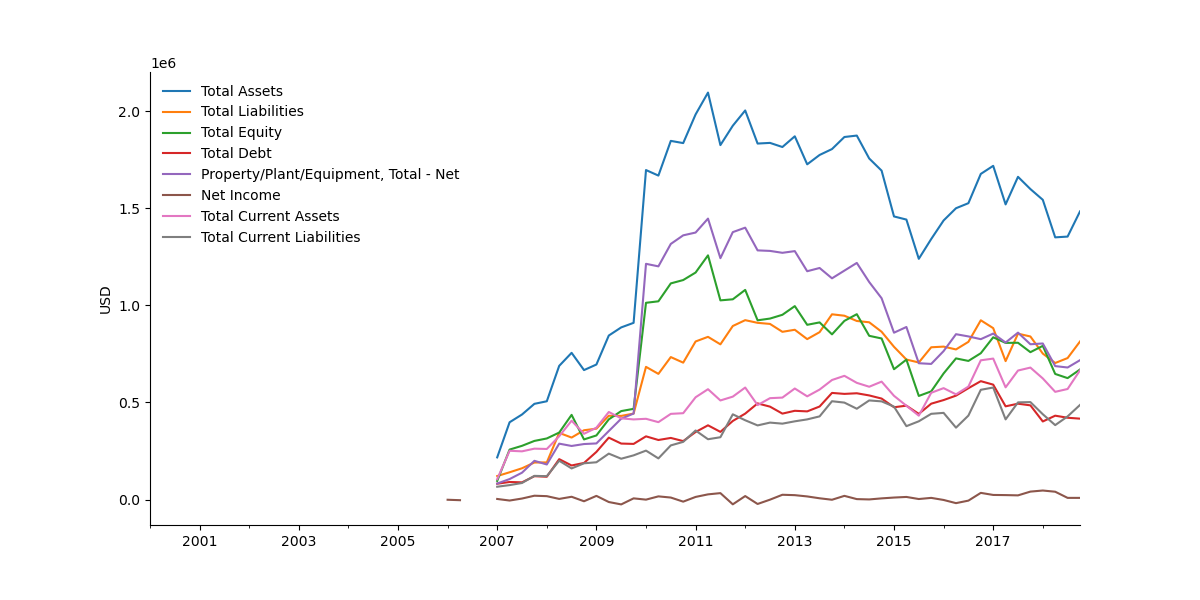 1e6
Total Assets
Total Liabilities
Total Equity
Total Debt
Property/Plant/Equipment, Total - Net
Net Income
Total Current Assets
Total Current Liabilities
2.0
1.5
1.0
0.5
0.0
USD
2001 2003 2005 2007 2009 2011 2013 2015 2017